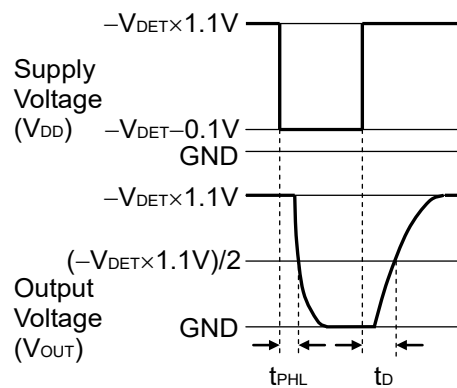 −VDET×1.1V
Supply
Voltage
(VDD)
−VDET−0.1V
GND
−VDET×1.1V
(−VDET×1.1V)/2
Output
Voltage
(VOUT)
GND
tPHL
tD